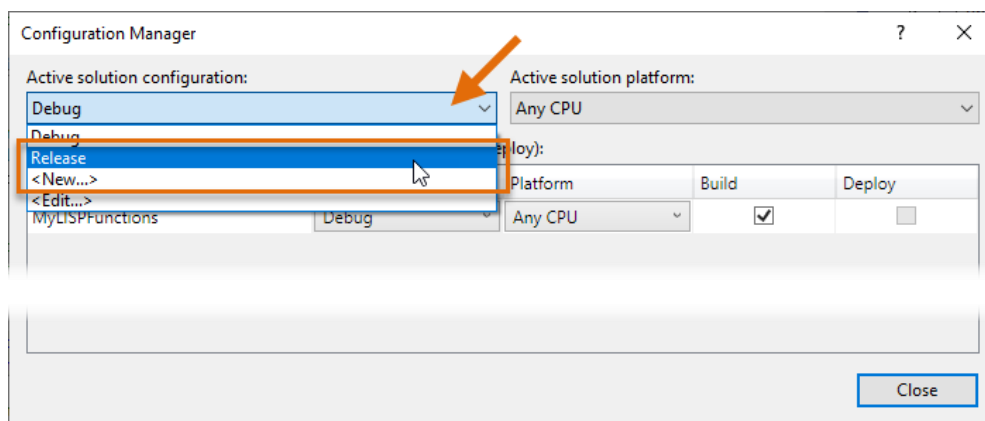 Configuration Manager ?
Active solution configuration: Active solution platform:
Debug Any CPU
Debug
Release ploy):
<New...> Platform Build Deploy
<Edit...>
MyLISPFunctions Debug Any CPU
Close